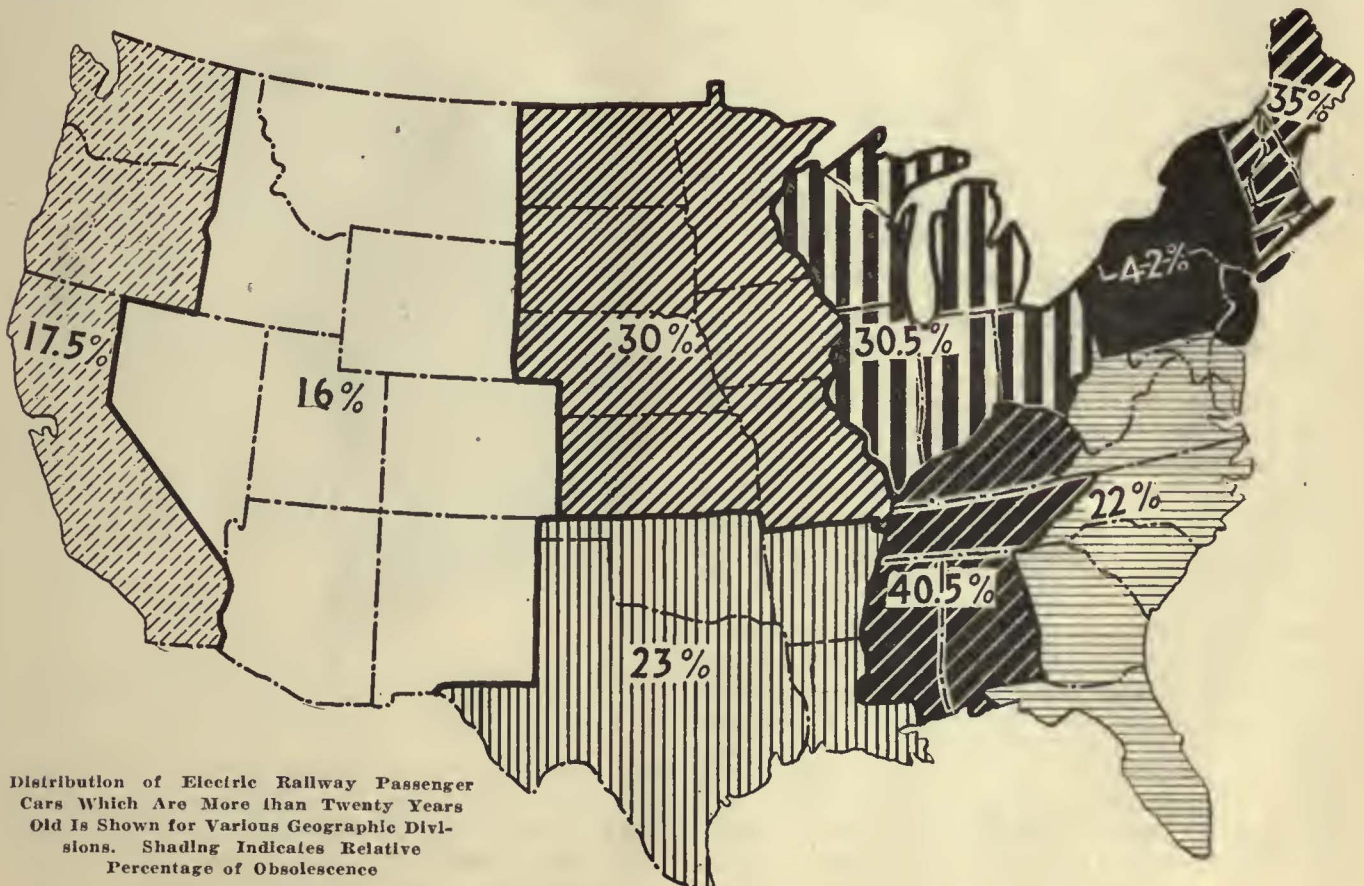 35%
42%
17.5%
30%
30.5%
16%
22%
40.5%
23%
Distribution of Electric Railway Passenger
Cars Which Are More than Twenty Years
Old Is Shown for Various Geographic Divi-
sions. Shading Indicates Relative
Percentage of Obsolescence